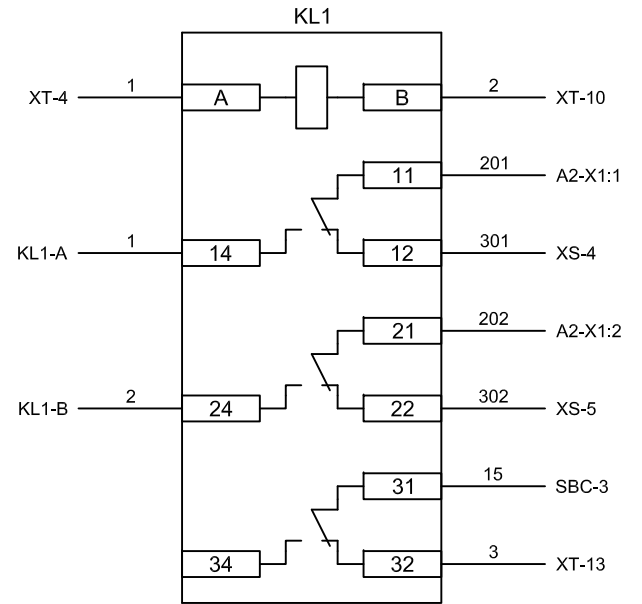 KL1
XT-4 1 A B 2 XT-10
11 201 A2-X1:1
KL1-A 1 14 12 301 XS-4
21 202 A2-X1:2
KL1-B 2 24 22 302 XS-5
31 15 SBC-3
34 32 3 XT-13